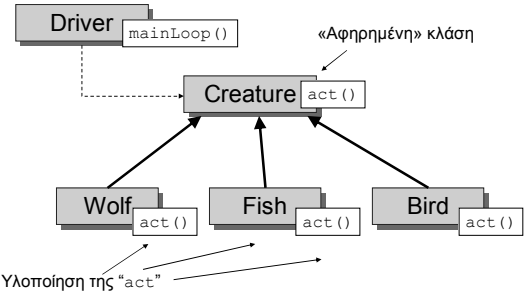 Driver
mainLoop()
«Αφηρημένη» κλάση
Creature
act()
Wolf
act()
Fish
act()
Bird
act()
Υλοποίηση της “act”